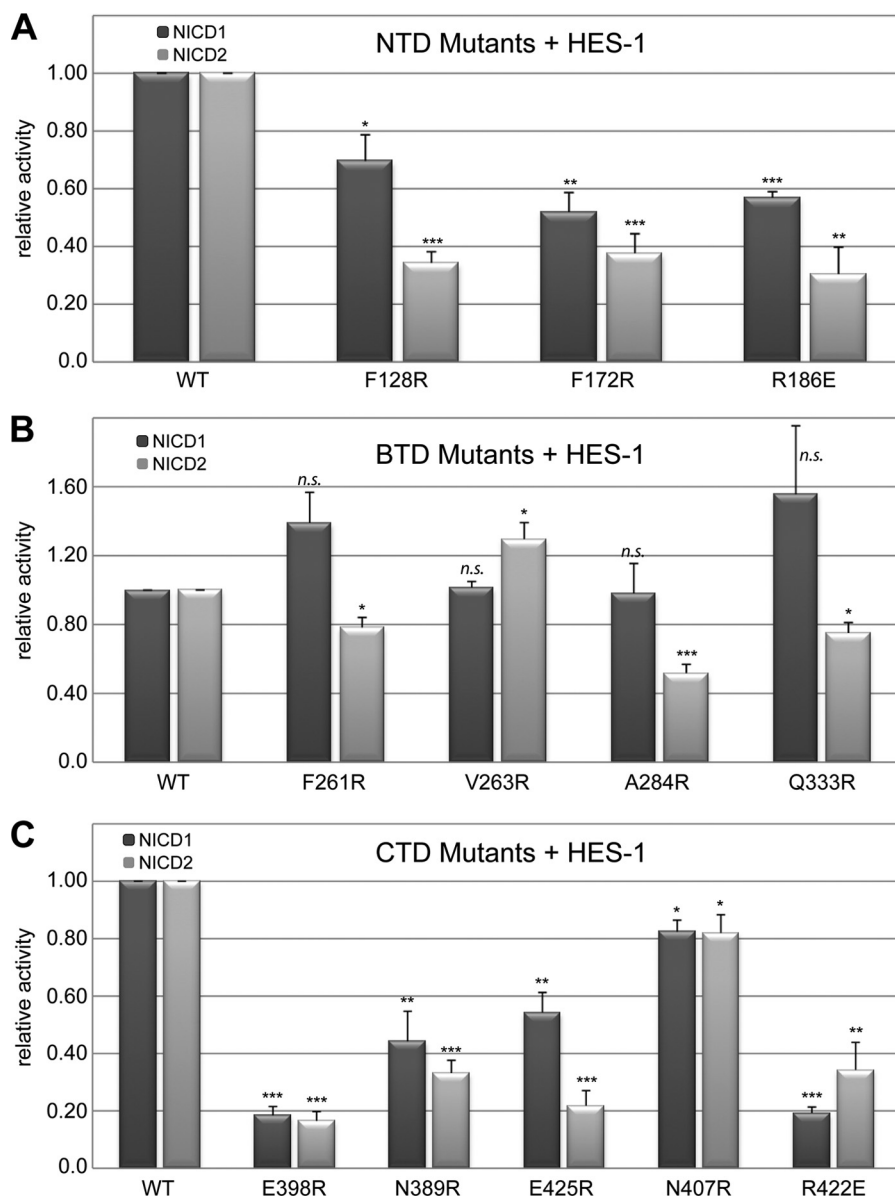 A
NICD1
NICD2
NTD Mutants + HES-1
relative activity
1.00
0.80
0.60
0.40
0.20
0.0
*
***
**
***
***
**
WT
F128R
F172R
R186E
B
NICD1
NICD2
BTD Mutants + HES-1
relative activity
1.60
1.20
0.80
0.40
0.0
n.s.
*
n.s.
*
n.s.
***
n.s.
*
WT
F261R
V263R
A284R
Q333R
C
NICD1
NICD2
CTD Mutants + HES-1
relative activity
1.00
0.80
0.60
0.40
0.20
0.0
***
***
**
***
**
***
*
*
***
**
WT
E398R
N389R
E425R
N407R
R422E